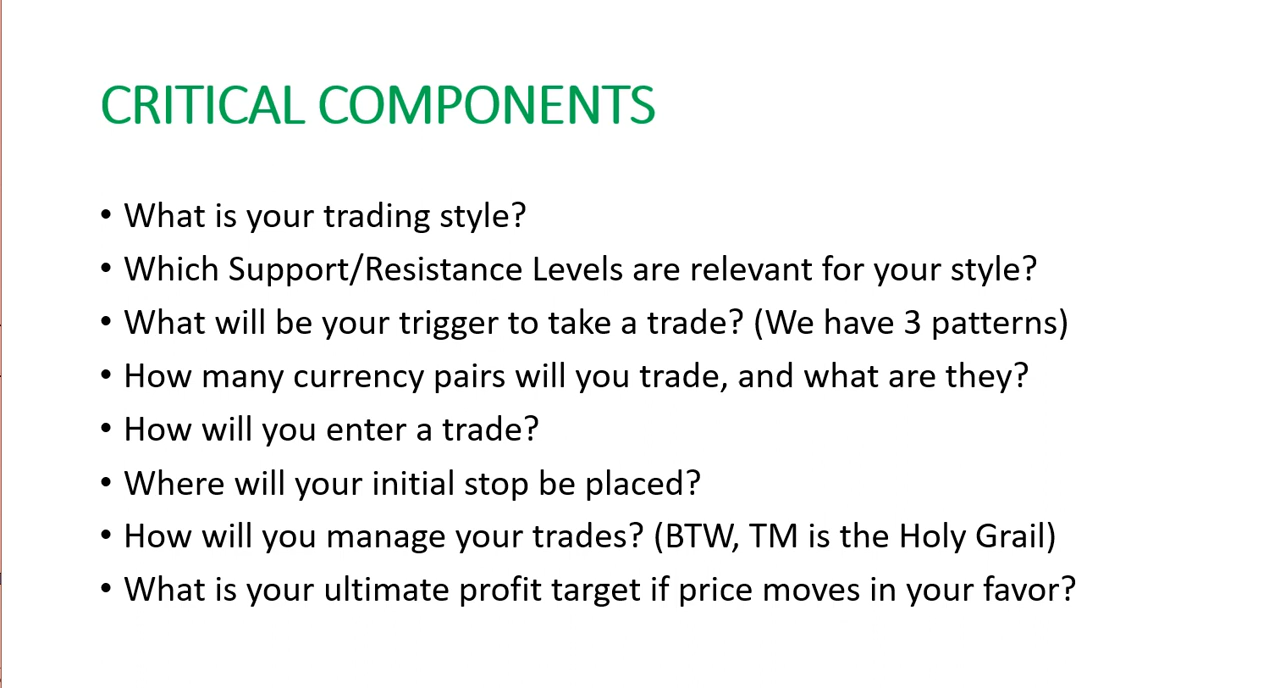 CRITICAL COMPONENTS
• What is your trading style?
• Which Support/Resistance Levels are relevant for your style?
• What will be your trigger to take a trade? (We have 3 patterns)
• How many currency pairs will you trade, and what are they?
• How will you enter a trade?
• Where will your initial stop be placed?
• How will you manage your trades? (BTW, TM is the Holy Grail)
• What is your ultimate profit target if price moves in your favor?